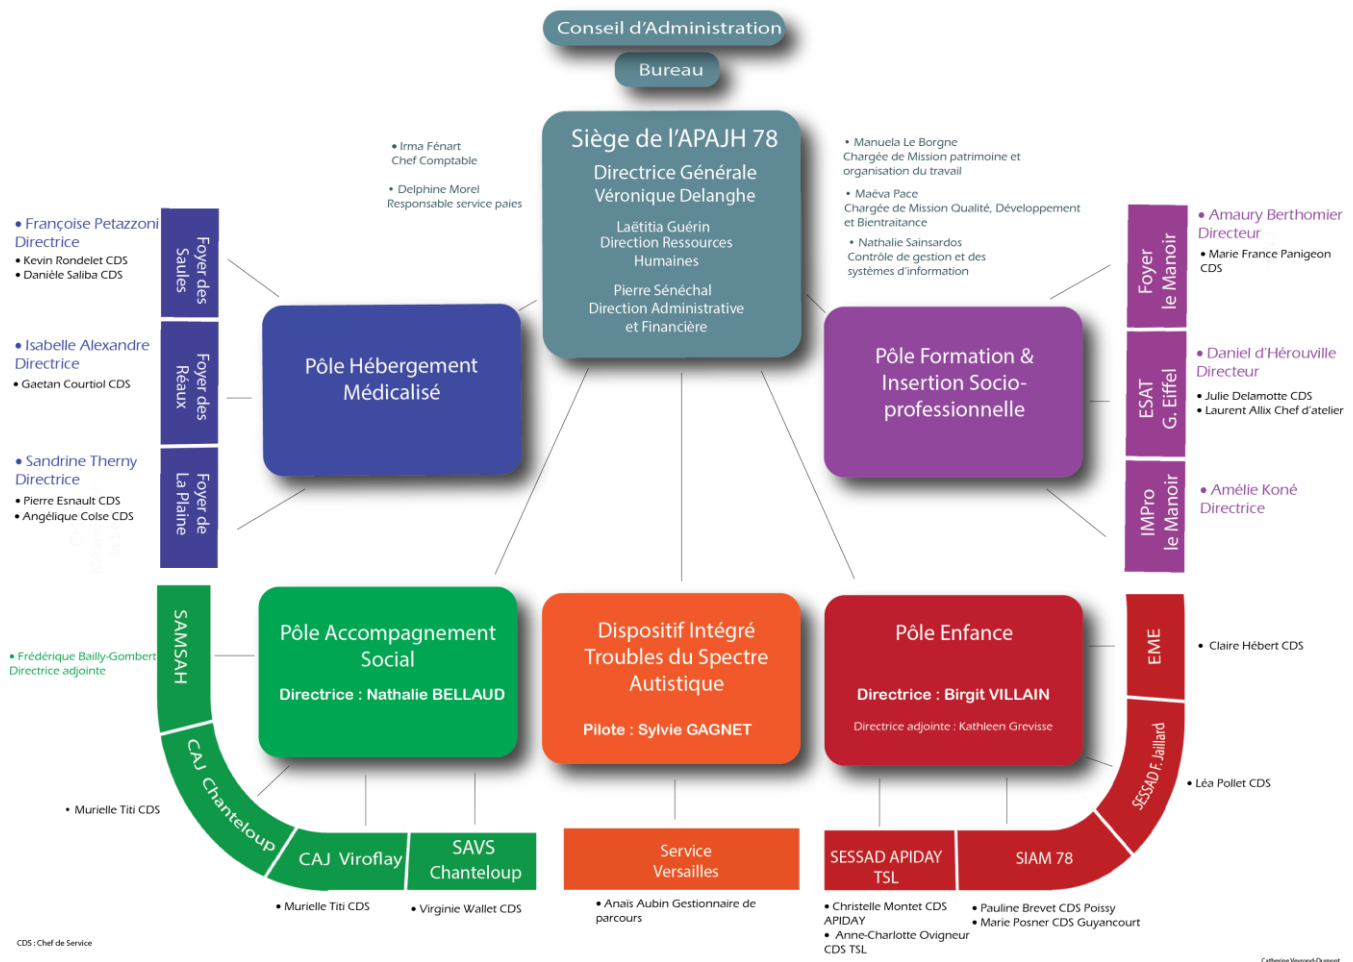 Conseil d'Administration
Bureau
Siège de l'APAJH 78
Directrice Générale
Véronique Delanghe
Laëtitia Guérin
Direction Ressources
Humaines
Pierre Sénéchal
Direction Administrative
et Financière
• Irma Fénart
Chef Comptable
• Delphine Morel
Responsable service paies
• Manuela Le Borgne
Chargée de Mission patrimoine et
organisation du travail
• Maëva Pace
Chargée de Mission Qualité, Développement
et Bientraitance
• Nathalie Sainsardos
Contrôle de gestion et des
systèmes d'information
• Françoise Petazzoni
Directrice
• Kevin Rondelet CDS
• Danièle Saliba CDS
Foyer des
Saules
• Isabelle Alexandre
Directrice
• Gaetan Courtiol CDS
Foyer des
Réaux
• Sandrine Therny
Directrice
• Pierre Esnault CDS
• Angélique Colse CDS
Foyer de
La Plaine
Pôle Hébergement
Médicalisé
Pôle Formation &
Insertion Socio-
professionnelle
Foyer
le Manoir
• Amaury Berthomier
Directeur
• Marie France Panigeon
CDS
ESAT
G. Eiffel
• Daniel d'Hérouville
Directeur
• Julie Delamotte CDS
• Laurent Allix Chef d'atelier
IMPro
le Manoir
• Amélie Koné
Directrice
SAMSAH
• Frédérique Bailly-Gombert
Directrice adjointe
Pôle Accompagnement
Social
Directrice : Nathalie BELLAUD
CAJ Chanteloup
• Murielle Titi CDS
CAJ Viroflay
• Murielle Titi CDS
SAVS
Chanteloup
• Virginie Wallet CDS
Dispositif Intégré
Troubles du Spectre
Autistique
Pilote : Sylvie GAGNET
Service
Versailles
• Anaïs Aubin Gestionnaire de
parcours
Pôle Enfance
Directrice : Birgit VILLAIN
Directrice adjointe : Kathleen Grevisse
EME
• Claire Hébert CDS
SESSAD F. Jaillard
• Léa Pollet CDS
SESSAD APIDAY
TSL
• Christelle Montet CDS
APIDAY
• Anne-Charlotte Ovigneur
CDS TSL
SIAM 78
• Pauline Brevet CDS Poissy
• Marie Posner CDS Guyancourt
CDS : Chef de Service